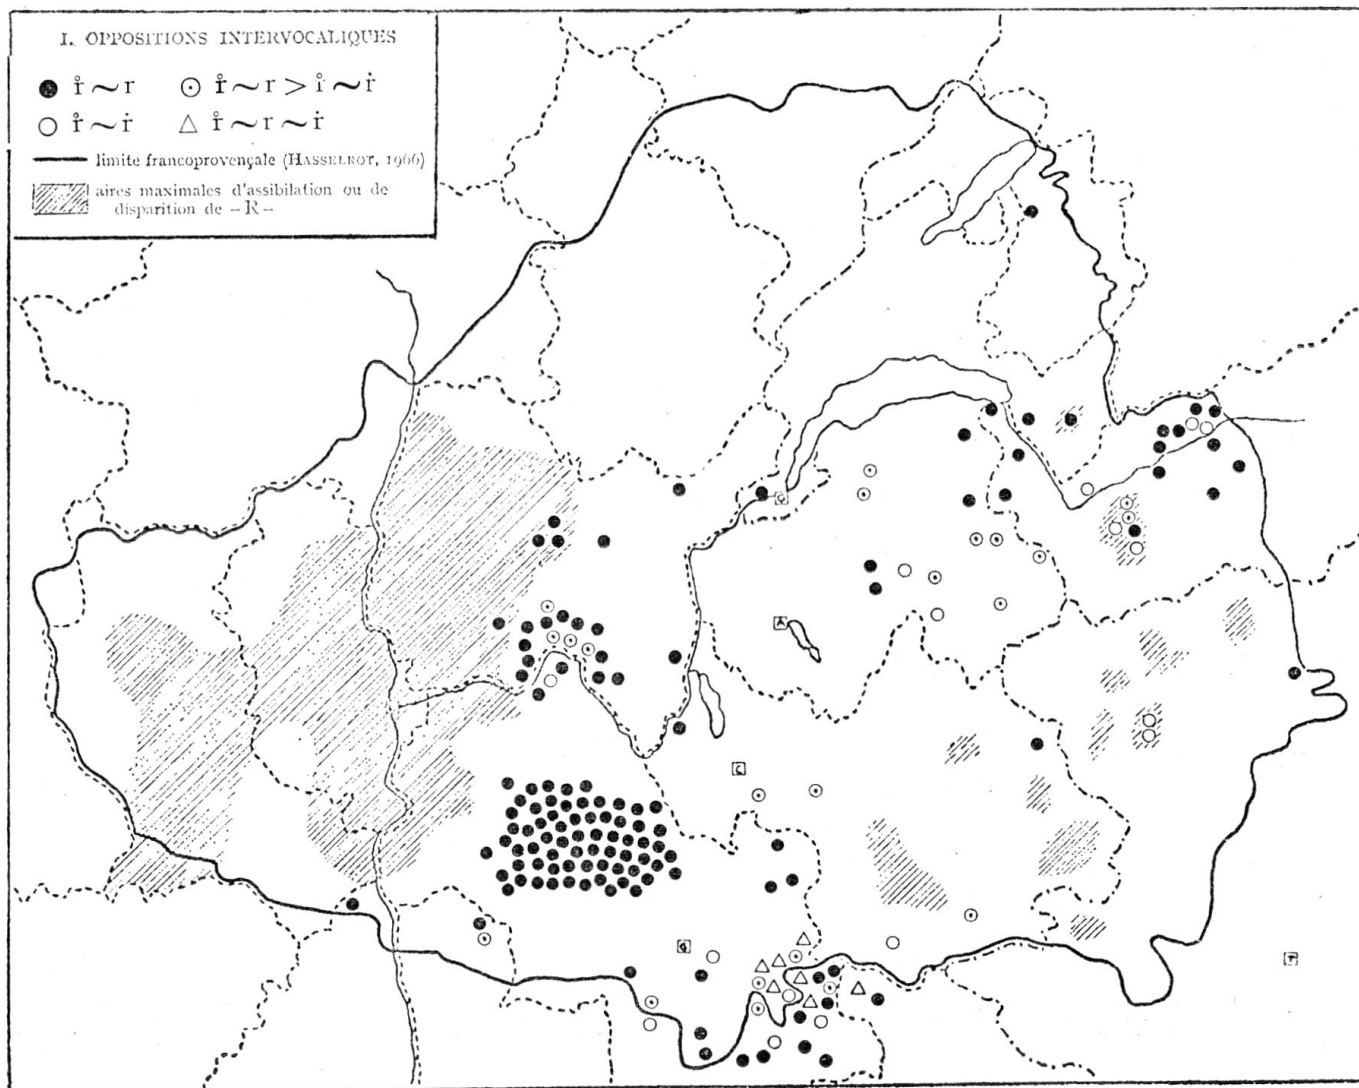 I. OPPOSITIONS INTERVOCALIQUES
r̊ ~ r
r̊ ~ r > r̊ ~ ṙ
r̊ ~ ṙ
r̊ ~ r ~ ṙ
limite francoprovençale (HASSELROT, 1966)
aires maximales d'assibilation ou de
disparition de – R –
G
A
C
G
T